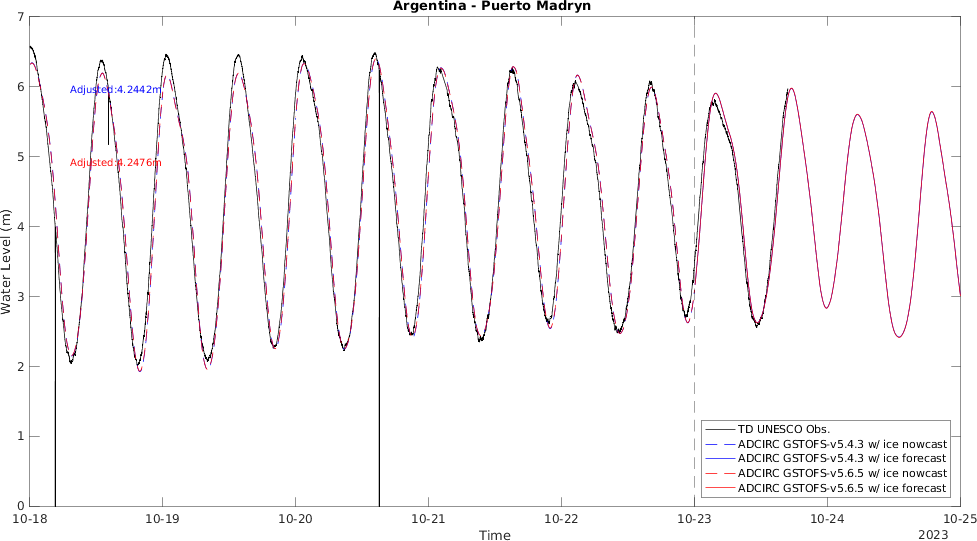 Argentina - Puerto Madryn
7
6
5
4
3
2
1
0
Water Level (m)
Adjusted:4.2442m
Adjusted:4.2476m
TD UNESCO Obs.
ADCIRC GSTOFS-v5.4.3 w/ ice nowcast
ADCIRC GSTOFS-v5.4.3 w/ ice forecast
ADCIRC GSTOFS-v5.6.5 w/ ice nowcast
ADCIRC GSTOFS-v5.6.5 w/ ice forecast
10-18 10-19 10-20 10-21 10-22 10-23 10-24 10-25
Time
2023